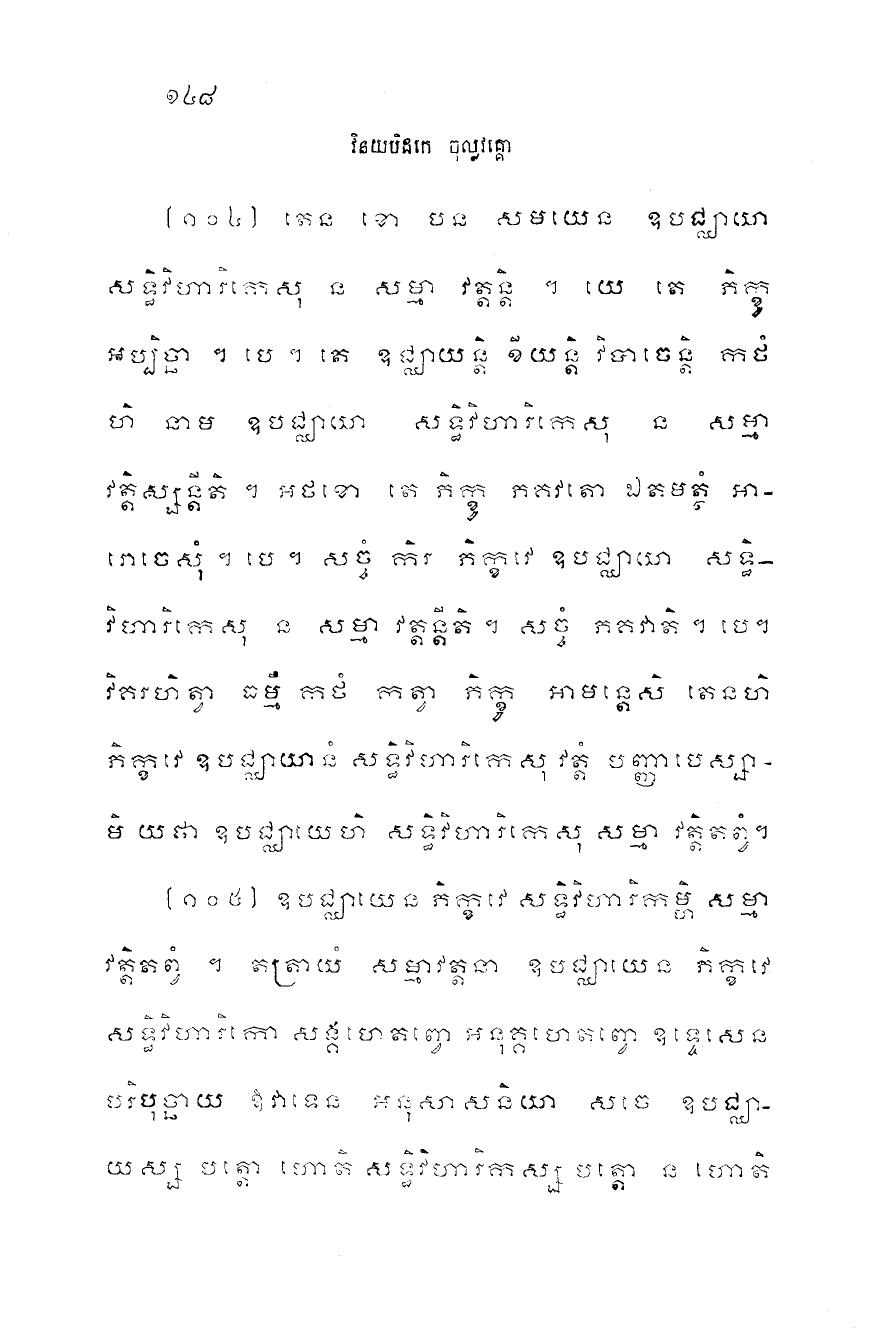 ១៤៨
វិនយបិដកេ ចុល្លវគ្គោ
[១០៤] តេន ខោ បន សមយេន ឧបជ្ឈាយោ
សទ្ធិវិហារិកេសុ ន សម្មា វត្តន្តិ ។ យេ តេ ភិក្ខូ
អប្បិច្ឆា ។ បេ ។ តេ ឧជ្ឈាយន្តិ ខីយន្តិ វិបាចេន្តិ កថំ
ហិ នាម ឧបជ្ឈាយោ សទ្ធិវិហារិកេសុ ន សម្មា
វត្តិស្សន្តីតិ ។ អថខោ តេ ភិក្ខូ ភគវតោ ឯតមត្ថំ អា-
រោចេសុំ ។ បេ ។ សច្ចំ កិរ ភិក្ខវេ ឧបជ្ឈាយោ សទ្ធិ-
វិហារិកេសុ ន សម្មា វត្តន្តីតិ ។ សច្ចំ ភគវាតិ ។ បេ។
វិគរហិត្វា ធម្មឹ កថំ កត្វា ភិក្ខូ អាមន្តេសិ តេនហិ
ភិក្ខវេ ឧបជ្ឈាយានំ សទ្ធិវិហារិកេសុ វត្តំ បញ្ញាបេស្សា-
មិ យថា ឧបជ្ឈាយេហិ សទ្ធិវិហារិកេសុ សម្មា វត្តិតព្វំ។
[១០៥] ឧបជ្ឈាយេន ភិក្ខវេ សទ្ធិវិហារិកម្ហិ សម្មា
វត្តិតព្វំ ។ តត្រាយំ សម្មាវត្តនា ឧបជ្ឈាយេន ភិក្ខវេ
សទ្ធិវិហារិកោ សង្គហេតព្វោ អនុគ្គហេតព្វោ ឧទ្ទេសេន
បរិបុច្ឆាយ ឱវាទេន អនុសាសនិយា សចេ ឧបជ្ឈា-
យស្ស បត្តោ ហោតិ សទ្ធិវិហារិកស្ស បត្តោ ន ហោតិ